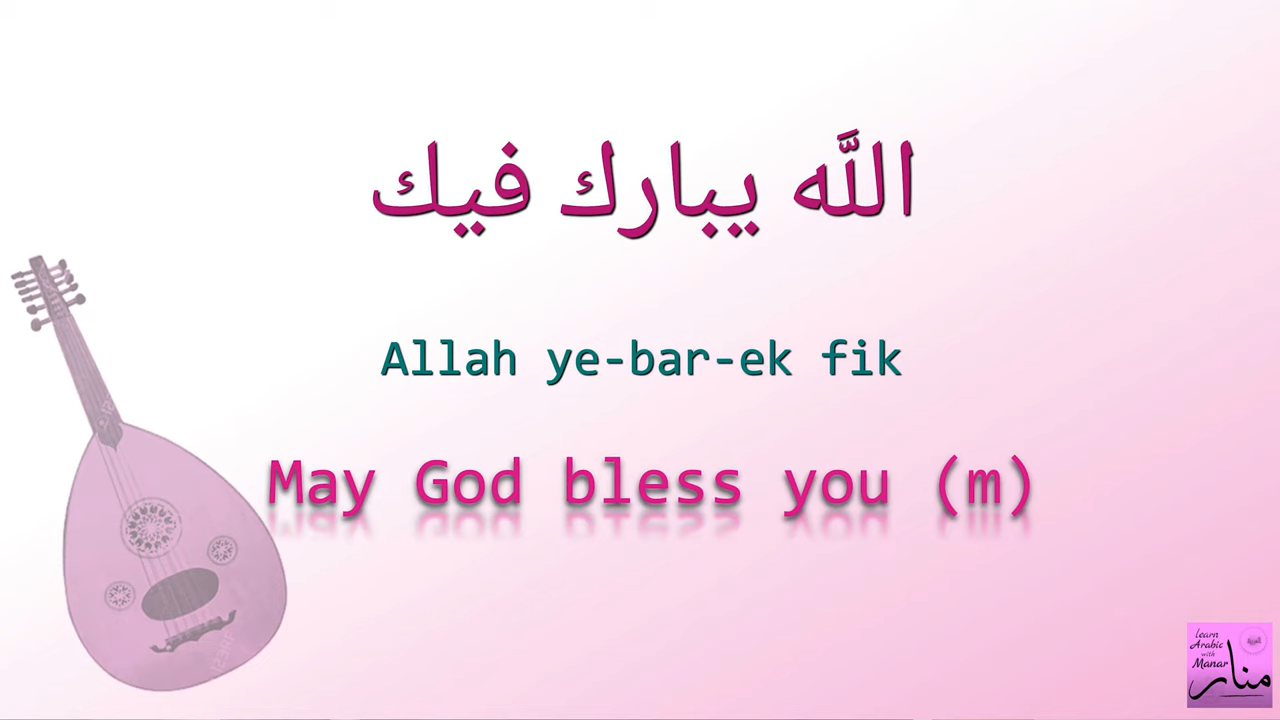 اللَّه يبارك فيك
Allah ye-bar-ek fik
May God bless you (m)
learn
Arabic
with
Manar
منار